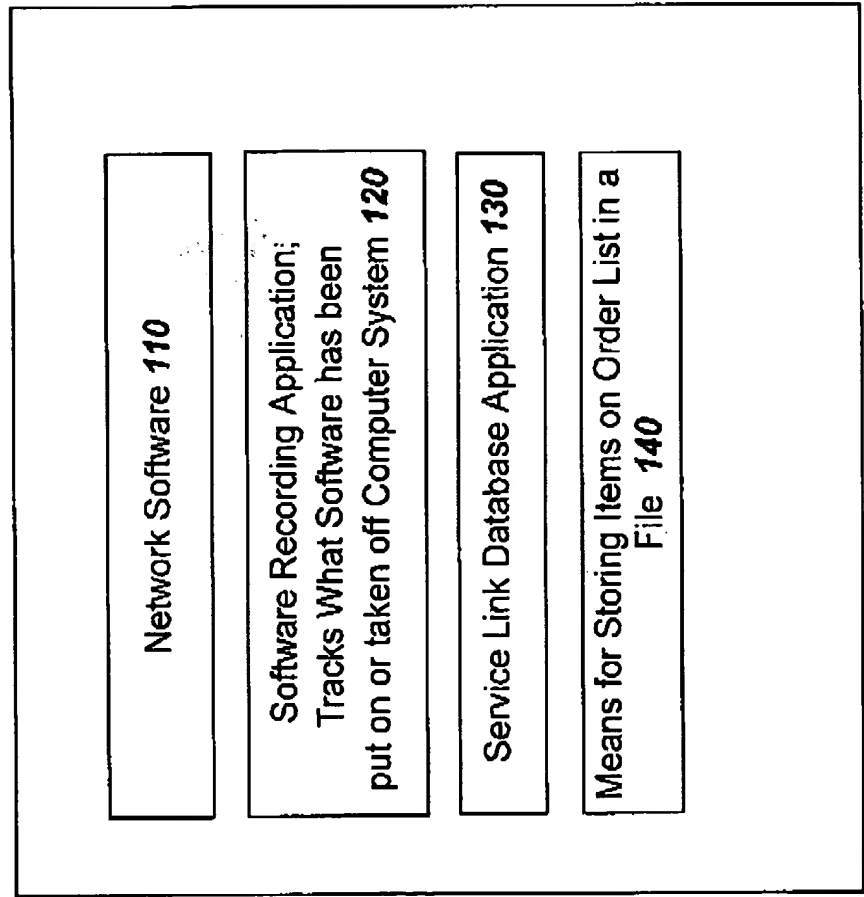 Network Software 110
Software Recording Application;
Tracks What Software has been
put on or taken off Computer System 120
Service Link Database Application 130
Means for Storing Items on Order List in a
File 140